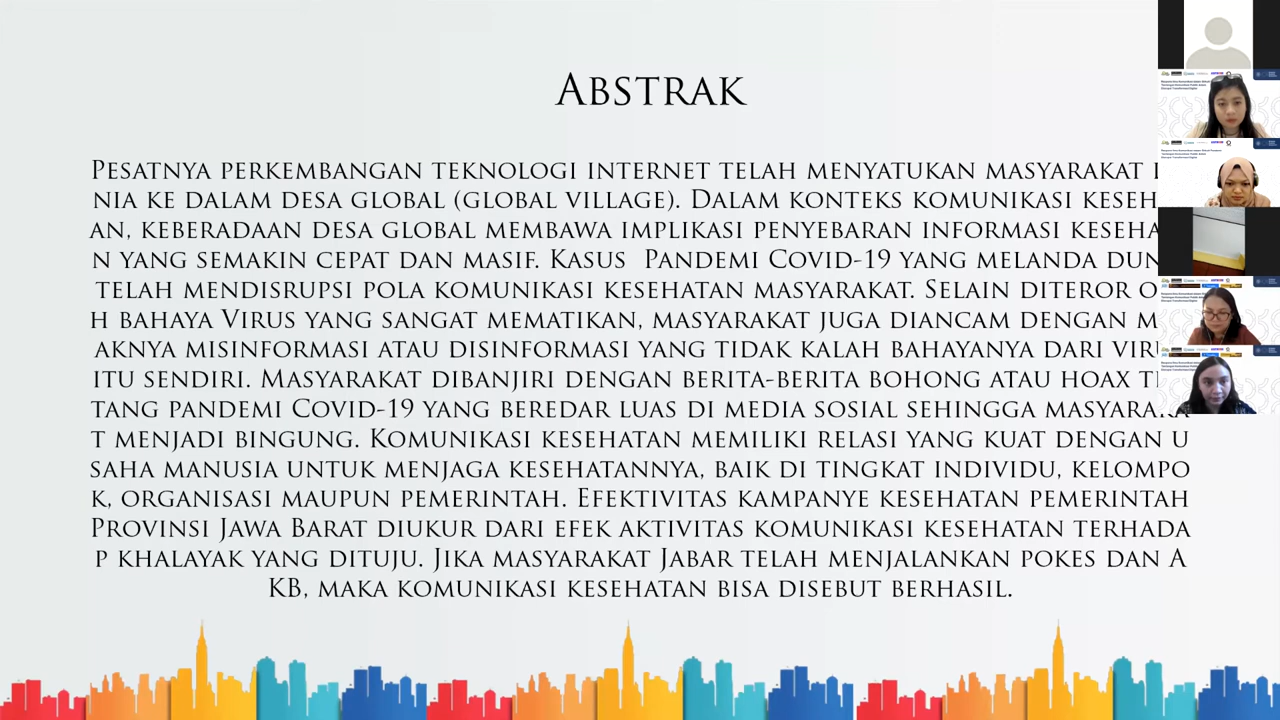 Abstrak
Pesatnya perkembangan teknologi internet telah menyatukan masyarakat
nia ke dalam desa global (global village). Dalam konteks komunikasi keseh
an, keberadaan desa global membawa implikasi penyebaran informasi keseha
n yang semakin cepat dan masif. Kasus Pandemi Covid-19 yang melanda dun
telah mendisrupsi pola komunikasi kesehatan masyarakat. Selain diteror o
h bahaya Virus yang sangat mematikan, masyarakat juga diancam dengan m
aknya misinformasi atau disinformasi yang tidak kalah bahayanya dari vir
itu sendiri. Masyarakat dibanjiri dengan berita-berita bohong atau hoax t
tang pandemi Covid-19 yang beredar luas di media sosial sehingga masyaraka
t menjadi bingung. Komunikasi kesehatan memiliki relasi yang kuat dengan u
saha manusia untuk menjaga kesehatannya, baik di tingkat individu, kelompo
k, organisasi maupun pemerintah. Efektivitas kampanye kesehatan pemerintah
Provinsi Jawa Barat diukur dari efek aktivitas komunikasi kesehatan terhada
p khalayak yang dituju. Jika masyarakat Jabar telah menjalankan pokes dan a
kb, maka komunikasi kesehatan bisa disebut berhasil.